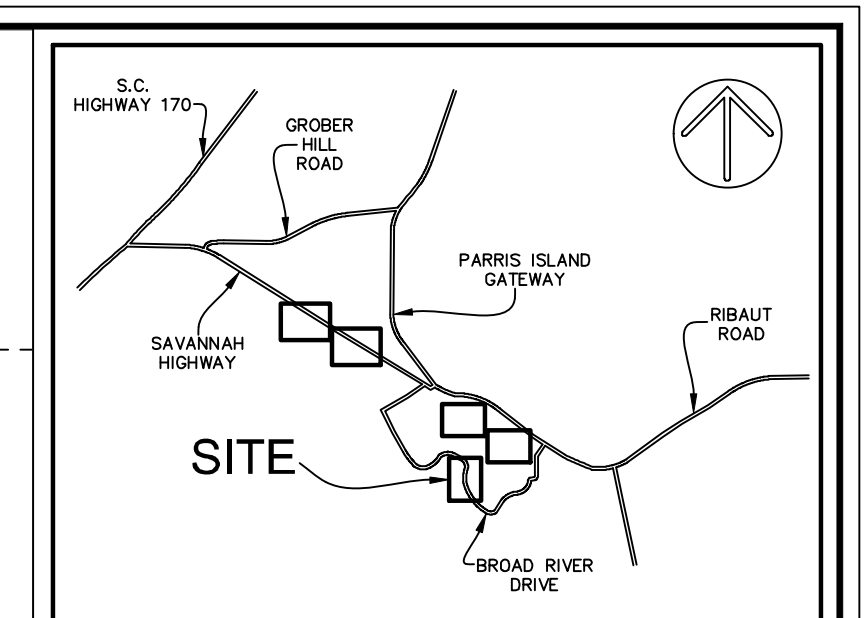 S.C.
HIGHWAY 170
GROBER
HILL
ROAD
PARRIS ISLAND
GATEWAY
RIBAUT
ROAD
SAVANNAH
HIGHWAY
SITE
BROAD RIVER
DRIVE